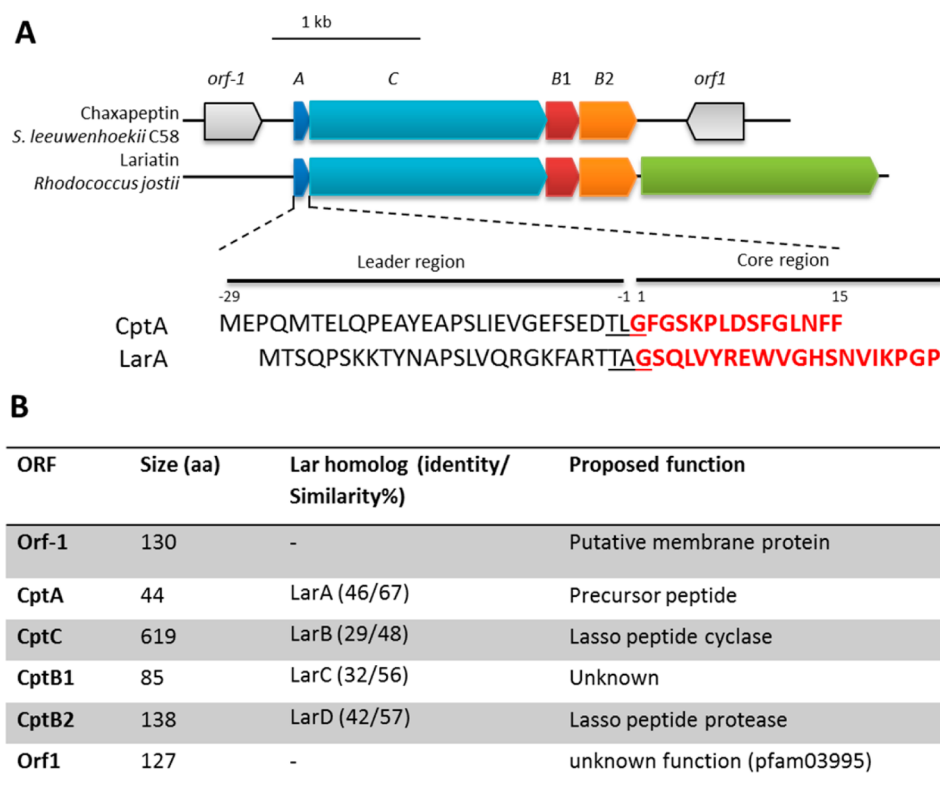 A
1 kb
orf-1 A C B1 B2 orf1
Chaxapeptin
S. leeuwenhoekii C58
Lariatin
Rhodococcus jostii
Leader region Core region
-29 -1 1 15
CptA MEPQMTELQPEAYEAPSLIEVGEFSEDTLGFGSKPLDSFGLNFF
LarA MTSQPSKKTYNAPSLVQRGKFARTTAGSQLVYREWVGHSNVIKPGP
B
ORF Size (aa) Lar homolog (identity/ Proposed function
Similarity%)
Orf-1 130 - Putative membrane protein
CptA 44 LarA (46/67) Precursor peptide
CptC 619 LarB (29/48) Lasso peptide cyclase
CptB1 85 LarC (32/56) Unknown
CptB2 138 LarD (42/57) Lasso peptide protease
Orf1 127 - unknown function (pfam03995)